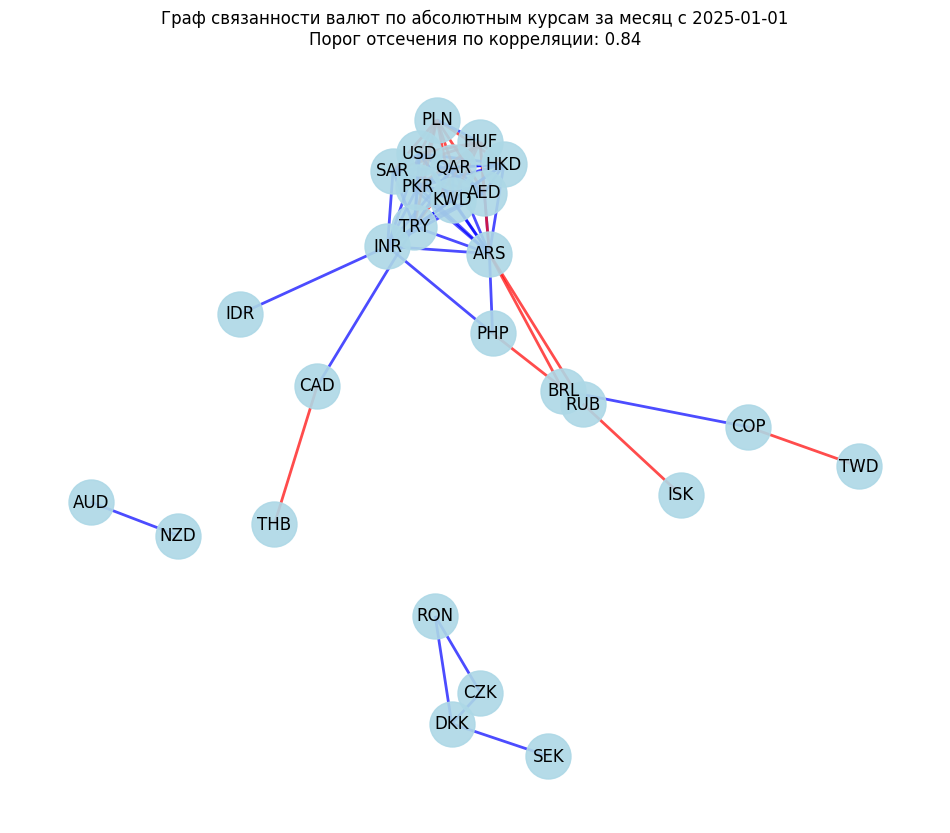 Граф связанности валют по абсолютным курсам за месяц с 2025-01-01
Порог отсечения по корреляции: 0.84
PLN
HUF
USD
HKD
QAR
SAR
PKR
AED
KWD
TRY
INR
ARS
IDR
PHP
CAD
BRL
RUB
COP
TWD
ISK
AUD
THB
NZD
RON
CZK
DKK
SEK